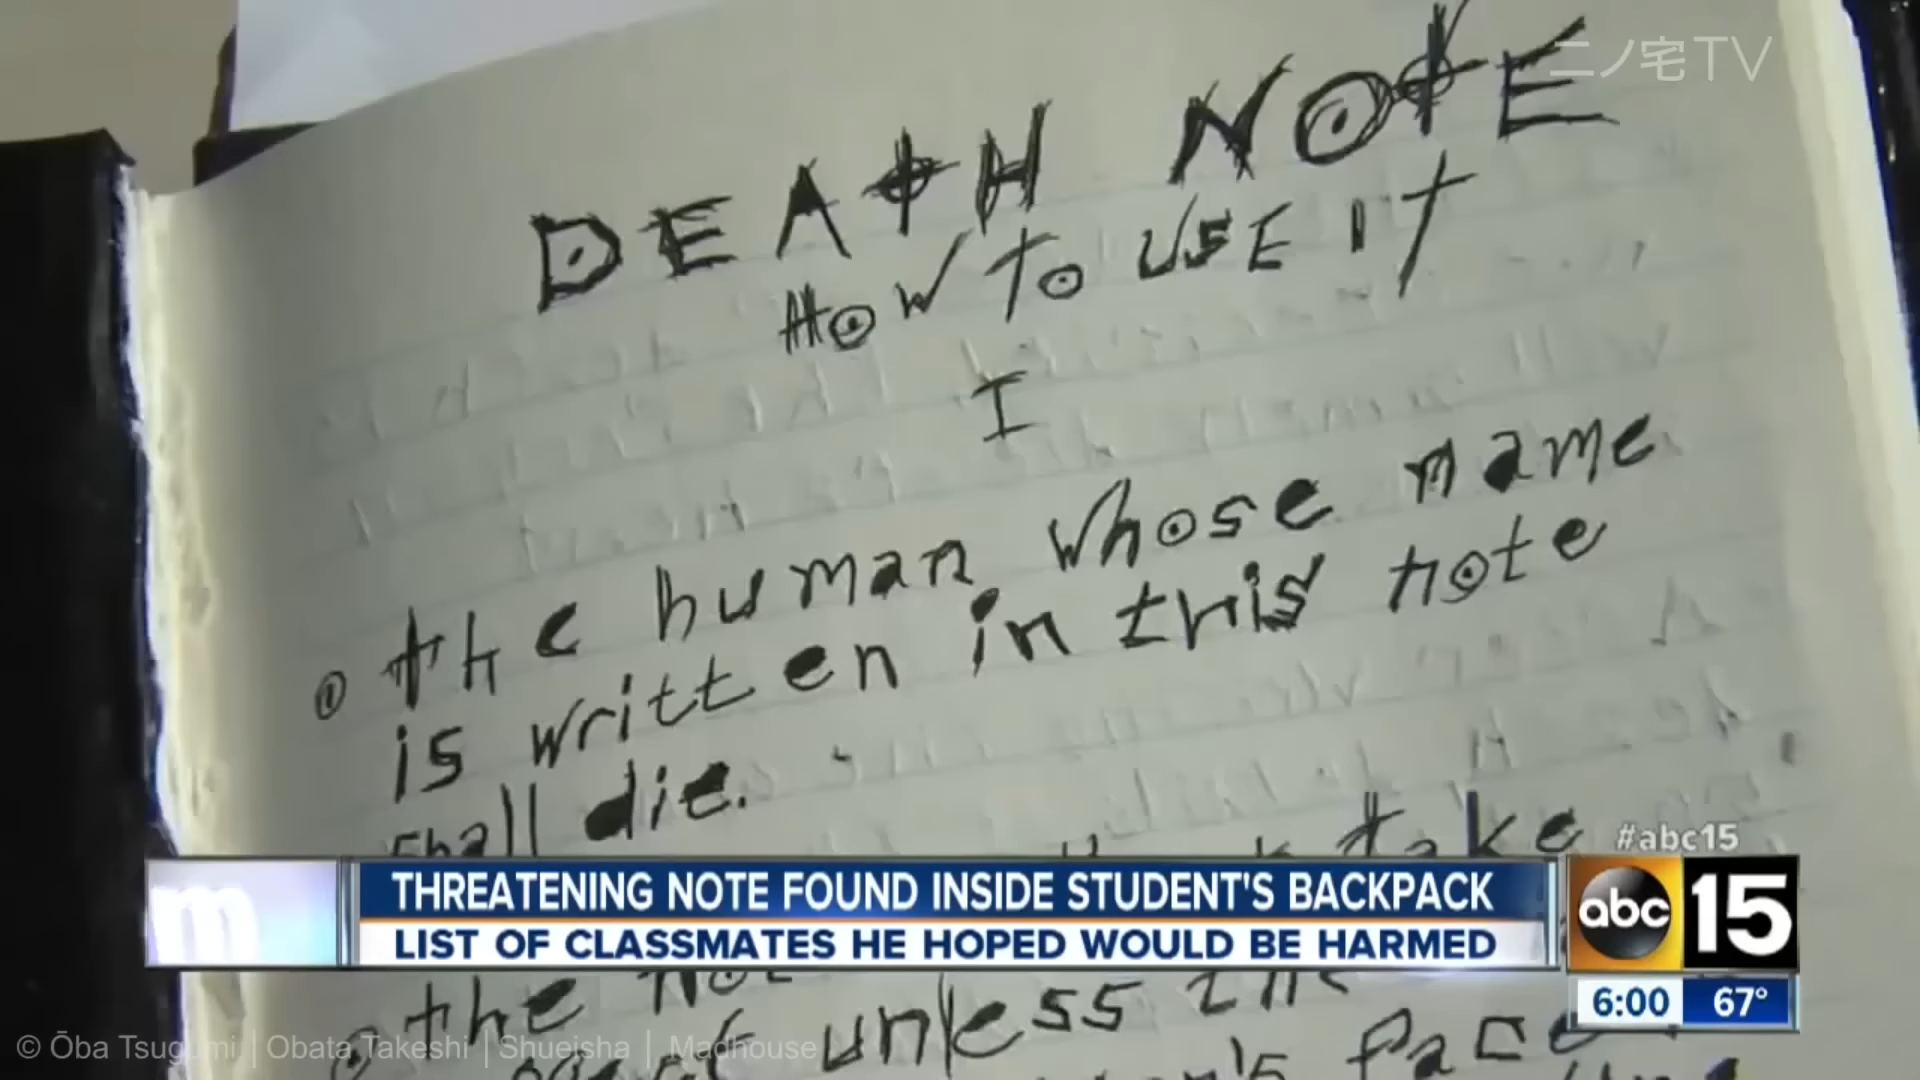 二ノ宅TV
DEATH NOTE
HOW TO USE IT
I
the human whose name
is written in this note
shall die.
take
#abc15
THREATENING NOTE FOUND INSIDE STUDENT'S BACKPACK
LIST OF CLASSMATES HE HOPED WOULD BE HARMED
abc 15
6:00 67°
the
unless
face
© Ōba Tsugumi | Obata Takeshi | Shueisha | Madhouse